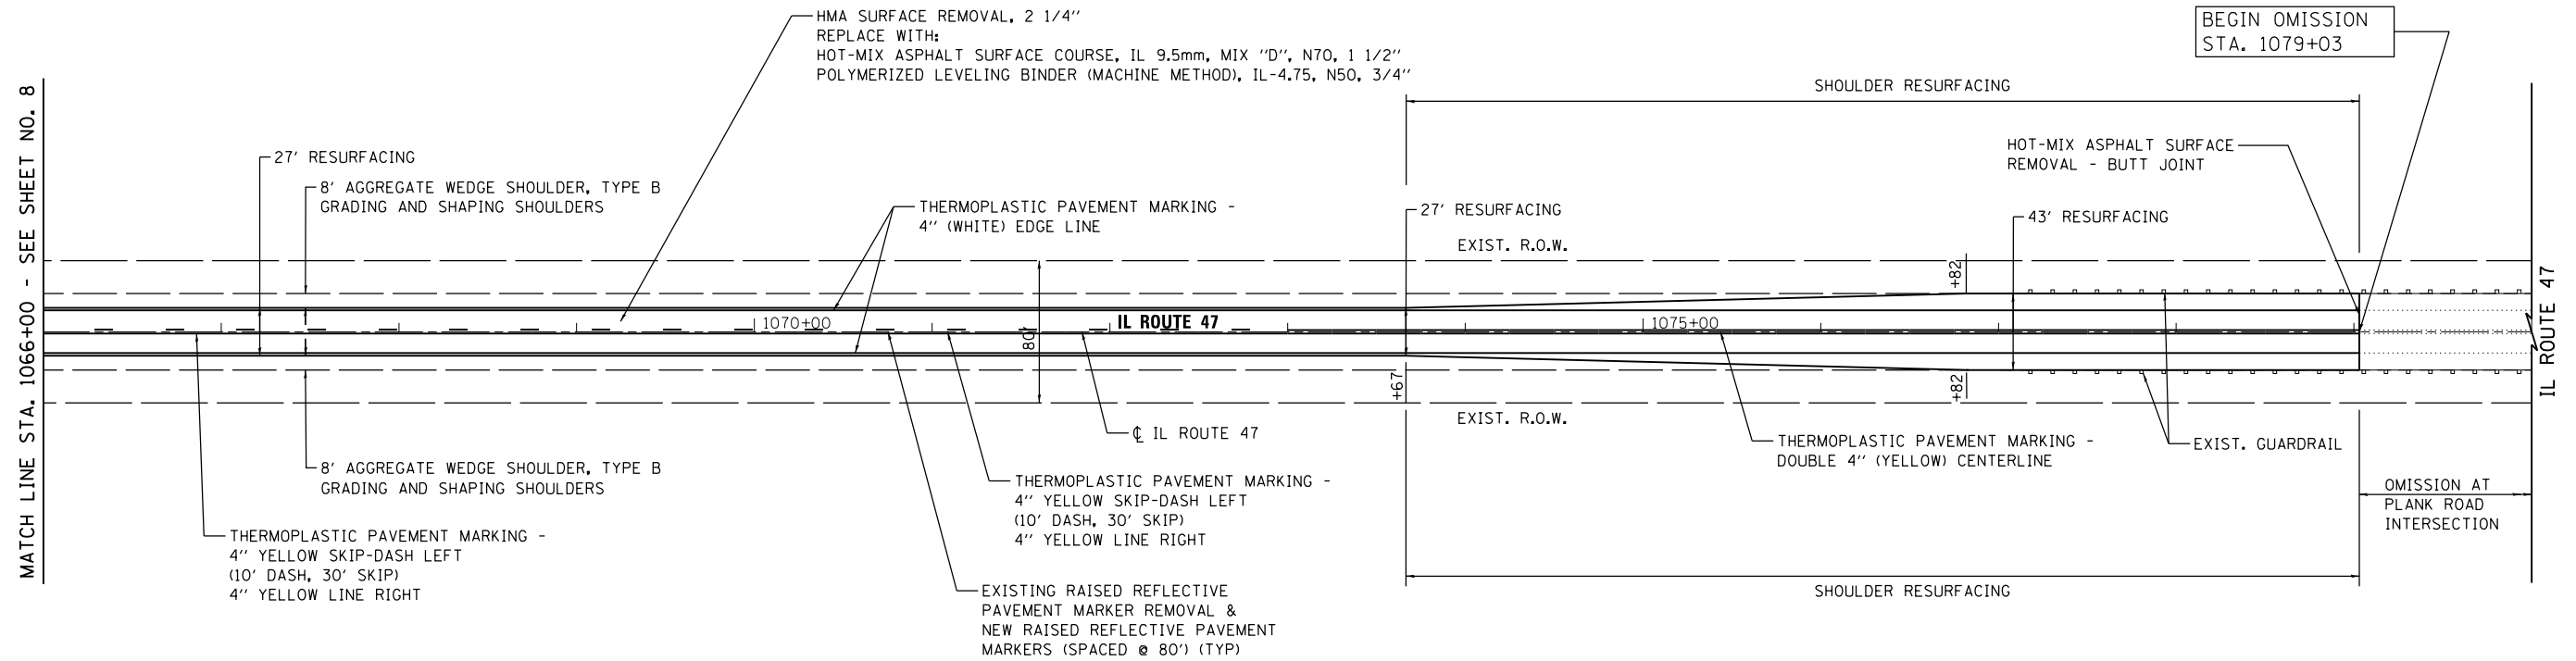 HMA SURFACE REMOVAL, 2 1/4"
REPLACE WITH:
HOT-MIX ASPHALT SURFACE COURSE, IL 9.5mm, MIX "D", N70, 1 1/2"
POLYMERIZED LEVELING BINDER (MACHINE METHOD), IL-4.75, N50, 3/4"
BEGIN OMISSION
STA. 1079+03
SHOULDER RESURFACING
MATCH LINE STA. 1066+00 - SEE SHEET NO. 8
27' RESURFACING
8' AGGREGATE WEDGE SHOULDER, TYPE B
GRADING AND SHAPING SHOULDERS
THERMOPLASTIC PAVEMENT MARKING -
4" (WHITE) EDGE LINE
27' RESURFACING
EXIST. R.O.W.
HOT-MIX ASPHALT SURFACE
REMOVAL - BUTT JOINT
43' RESURFACING
+82
1070+00
IL ROUTE 47
80'
1075+00
IL ROUTE 47
+67
+82
EXIST. R.O.W.
℄ IL ROUTE 47
THERMOPLASTIC PAVEMENT MARKING -
DOUBLE 4" (YELLOW) CENTERLINE
EXIST. GUARDRAIL
8' AGGREGATE WEDGE SHOULDER, TYPE B
GRADING AND SHAPING SHOULDERS
THERMOPLASTIC PAVEMENT MARKING -
4" YELLOW SKIP-DASH LEFT
(10' DASH, 30' SKIP)
4" YELLOW LINE RIGHT
OMISSION AT
PLANK ROAD
INTERSECTION
THERMOPLASTIC PAVEMENT MARKING -
4" YELLOW SKIP-DASH LEFT
(10' DASH, 30' SKIP)
4" YELLOW LINE RIGHT
EXISTING RAISED REFLECTIVE
PAVEMENT MARKER REMOVAL &
NEW RAISED REFLECTIVE PAVEMENT
MARKERS (SPACED @ 80') (TYP)
SHOULDER RESURFACING